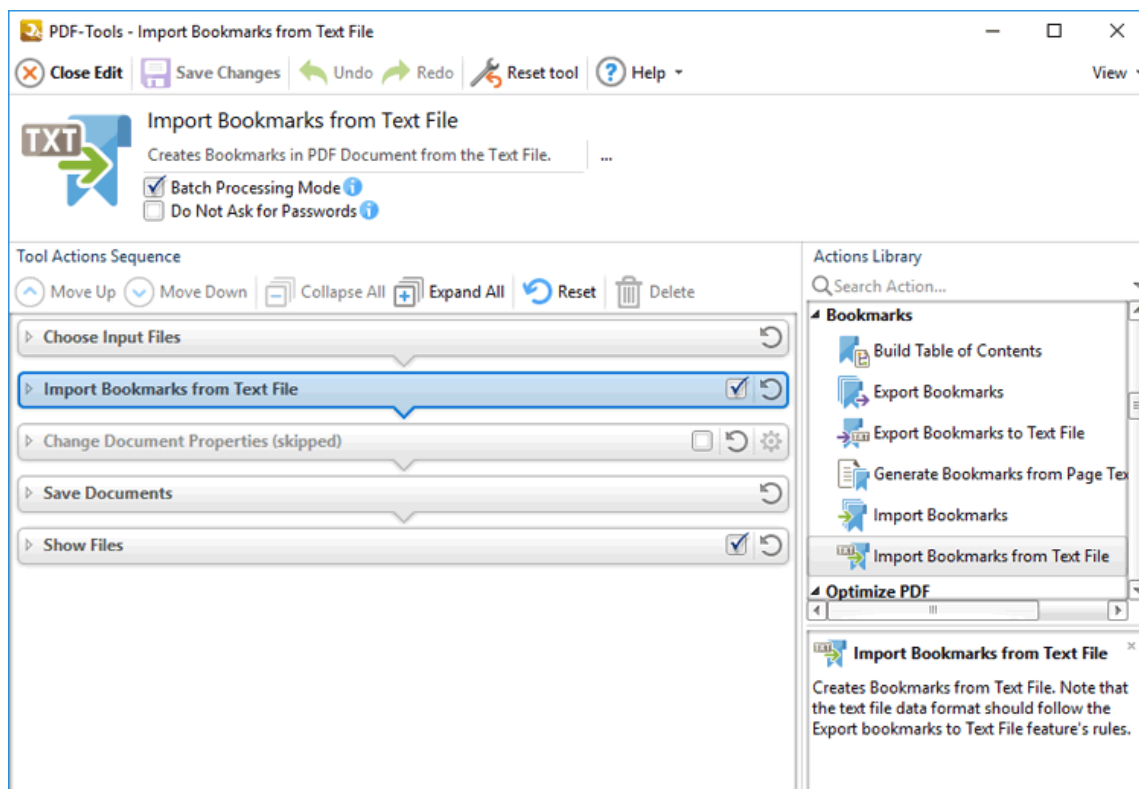 PDF-Tools - Import Bookmarks from Text File
Close Edit Save Changes Undo Redo Reset tool Help View
TXT
Import Bookmarks from Text File
Creates Bookmarks in PDF Document from the Text File. ...
Batch Processing Mode
Do Not Ask for Passwords
Tool Actions Sequence
Move Up Move Down Collapse All Expand All Reset Delete
Choose Input Files
Import Bookmarks from Text File
Change Document Properties (skipped)
Save Documents
Show Files
Actions Library
Search Action...
Bookmarks
Build Table of Contents
Export Bookmarks
Export Bookmarks to Text File
Generate Bookmarks from Page Tex
Import Bookmarks
Import Bookmarks from Text File
Optimize PDF
Import Bookmarks from Text File
Creates Bookmarks from Text File. Note that
the text file data format should follow the
Export bookmarks to Text File feature's rules.